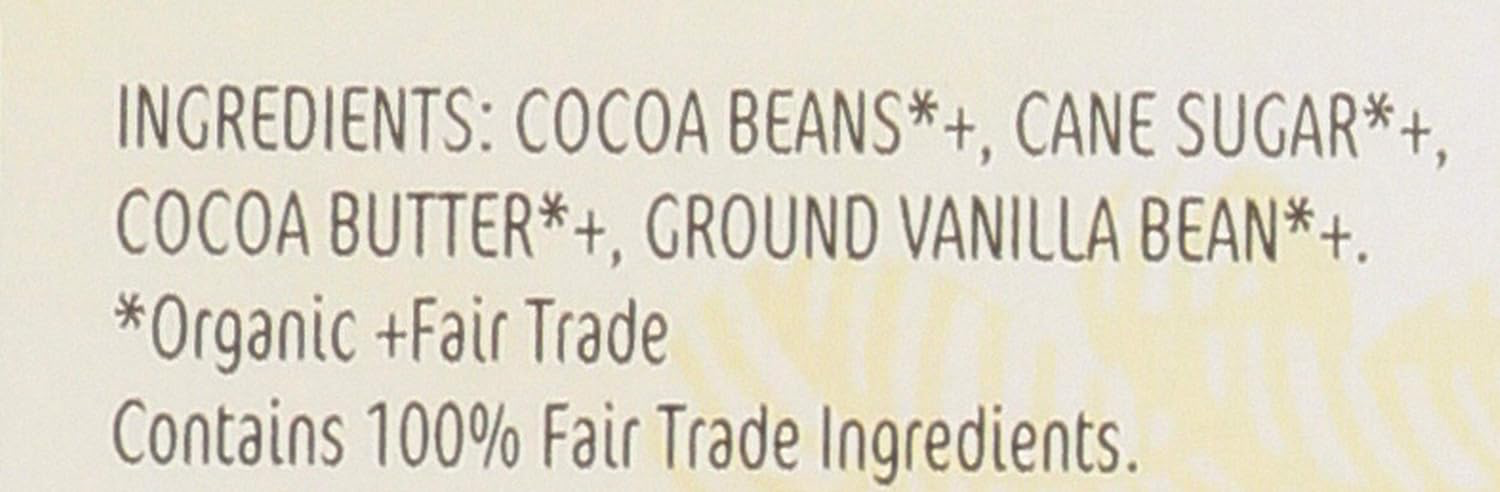 INGREDIENTS: COCOA BEANS*+, CANE SUGAR*+,
COCOA BUTTER*+, GROUND VANILLA BEAN*+.
*Organic +Fair Trade
Contains 100% Fair Trade Ingredients.